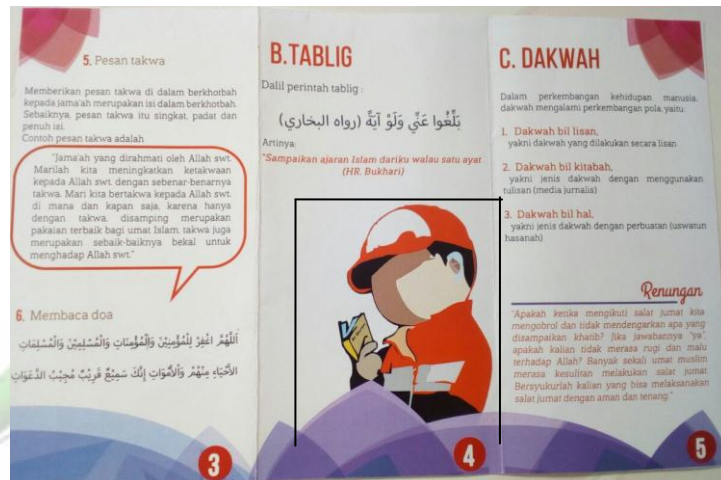 5. Pesan takwa
Memberikan pesan takwa di dalam berkhotbah
kepada jama'ah merupakan isi dalam berkhotbah.
Sebaiknya, pesan takwa itu singkat, padat dan
penuh isi.
Contoh pesan takwa adalah
"Jama'ah yang dirahmati oleh Allah swt.
Marilah kita meningkatkan ketakwaan
kepada Allah swt. dengan sebenar-benarnya
takwa. Mari kita bertakwa kepada Allah swt.
di mana dan kapan saja, karena hanya
dengan takwa, disamping merupakan
pakaian terbaik bagi umat Islam, takwa juga
merupakan sebaik-baiknya bekal untuk
menghadap Allah swt."
6. Membaca doa
اَللّٰهُمَّ اغْفِرْ لِلْمُؤْمِنِيْنَ وَالْمُؤْمِنَاتِ وَالْمُسْلِمِيْنَ وَالْمُسْلِمَاتِ
الْأَحْيَاءِ مِنْهُمْ وَالْأَمْوَاتِ إِنَّكَ سَمِيْعٌ قَرِيْبٌ مُجِيْبُ الدَّعَوَاتِ
3
B.TABLIG
Dalil perintah tablig :
بَلِّغُوا عَنِّي وَلَوْ آيَةً (رواه البخاري)
Artinya:
"Sampaikan ajaran Islam dariku walau satu ayat
(HR. Bukhari)
4
C. DAKWAH
Dalam perkembangan kehidupan manusia,
dakwah mengalami perkembangan pola, yaitu:
1. Dakwah bil lisan,
yakni dakwah yang dilakukan secara lisan
2. Dakwah bil kitabah,
yakni jenis dakwah dengan menggunakan
tulisan (media jurnalis)
3. Dakwah bil hal,
yakni jenis dakwah dengan perbuatan (uswatun
hasanah)
Renungan
"Apakah ketika mengikuti salat jumat kita
mengobrol dan tidak mendengarkan apa yang
disampaikan khatib? Jika jawabannya "ya",
apakah kalian tidak merasa rugi dan malu
terhadap Allah? Banyak sekali umat muslim
merasa kesulitan melakukan salat jumat.
Bersyukurlah kalian yang bisa melaksanakan
salat jumat dengan aman dan tenang."
5